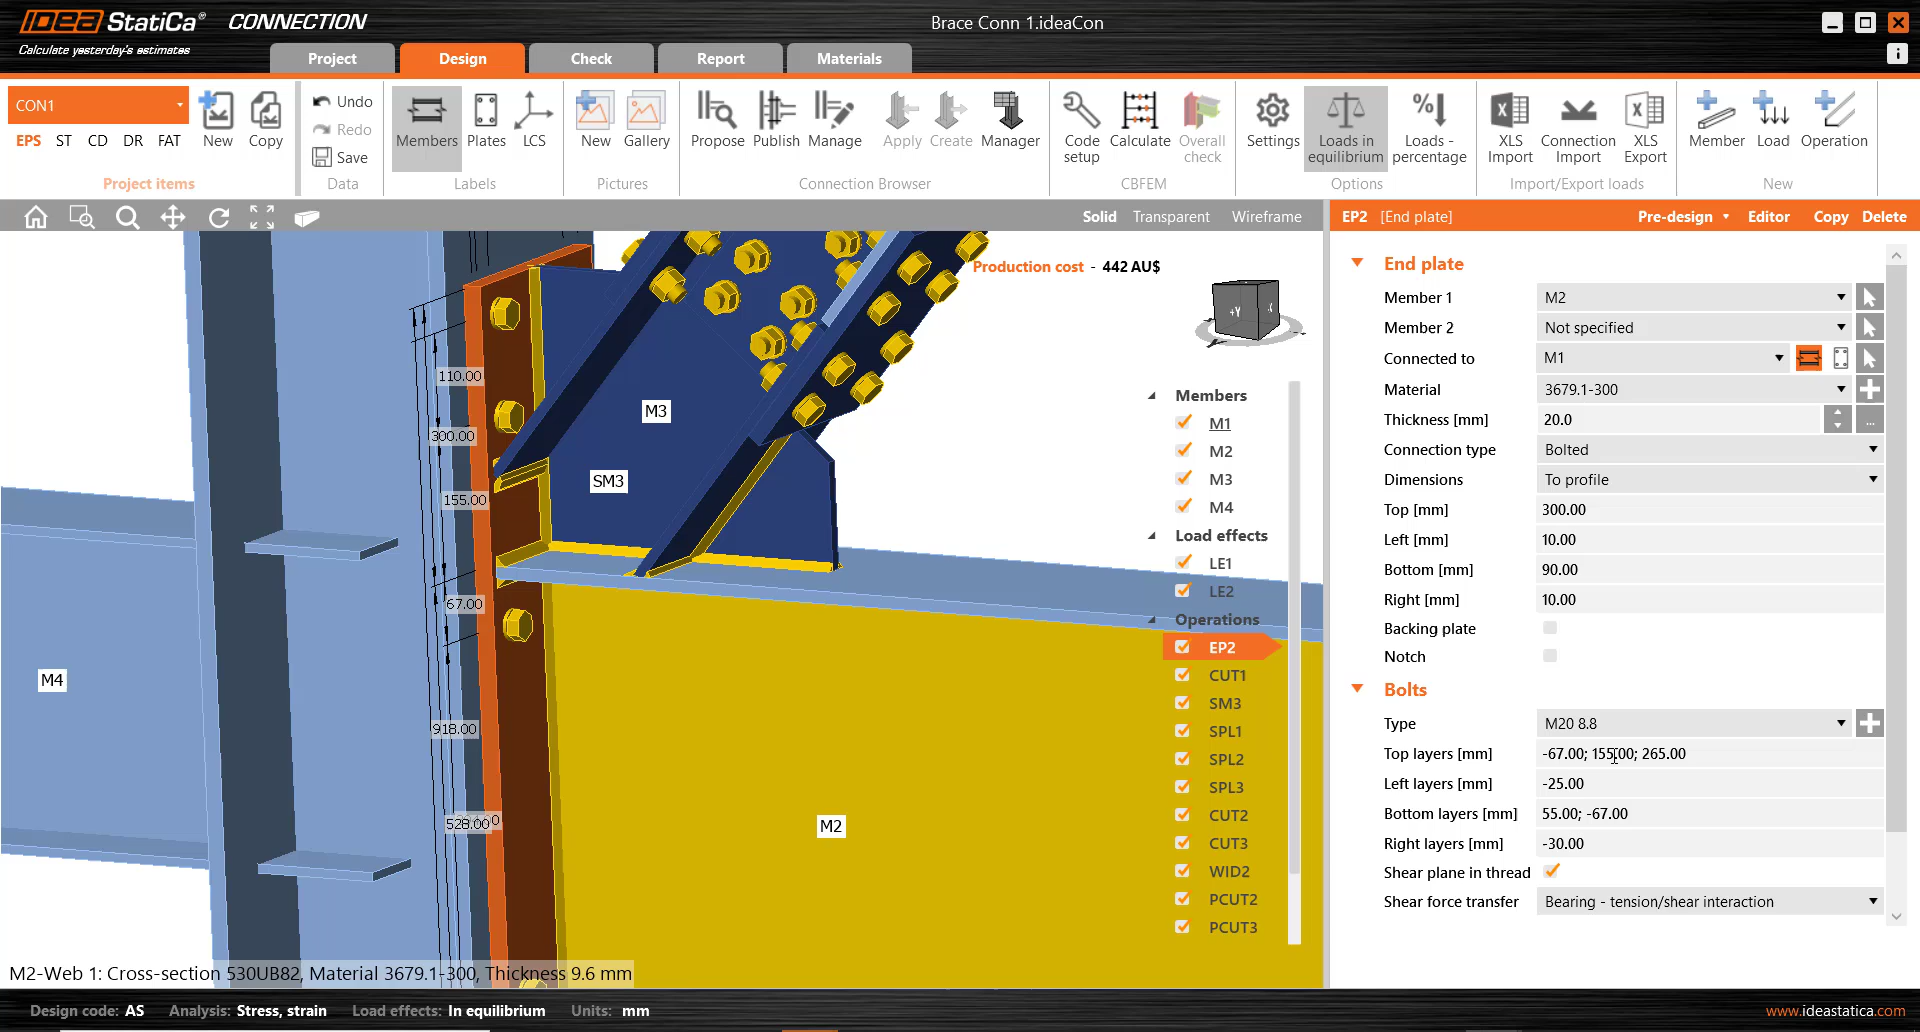 IDEA StatiCa® CONNECTION
Calculate yesterday's estimates
Brace Conn 1.ideaCon
i
Project Design Check Report Materials
CON1
EPS ST CD DR FAT
New Copy
Project items
Undo
Redo
Save
Data
Members Plates LCS
Labels
New Gallery
Pictures
Propose Publish Manage Apply Create Manager
Connection Browser
Code setup Calculate Overall check
CBFEM
Settings Loads in equilibrium Loads - percentage
Options
XLS Import Connection Import XLS Export
Import/Export loads
Member Load Operation
New
Solid Transparent Wireframe
EP2 [End plate] Pre-design Editor Copy Delete
Production cost - 442 AU$
+Y
110.00
300.00
155.00
67.00
918.00
528.00
M3
SM3
M4
M2
Members
M1
M2
M3
M4
Load effects
LE1
LE2
Operations
EP2
CUT1
SM3
SPL1
SPL2
SPL3
CUT2
CUT3
WID2
PCUT2
PCUT3
End plate
Member 1 M2
Member 2 Not specified
Connected to M1
Material 3679.1-300
Thickness [mm] 20.0 ...
Connection type Bolted
Dimensions To profile
Top [mm] 300.00
Left [mm] 10.00
Bottom [mm] 90.00
Right [mm] 10.00
Backing plate
Notch
Bolts
Type M20 8.8
Top layers [mm] -67.00; 155.00; 265.00
Left layers [mm] -25.00
Bottom layers [mm] 55.00; -67.00
Right layers [mm] -30.00
Shear plane in thread
Shear force transfer Bearing - tension/shear interaction
M2-Web 1: Cross-section 530UB82, Material 3679.1-300, Thickness 9.6 mm
Design code: AS Analysis: Stress, strain Load effects: In equilibrium Units: mm
www.ideastatica.com